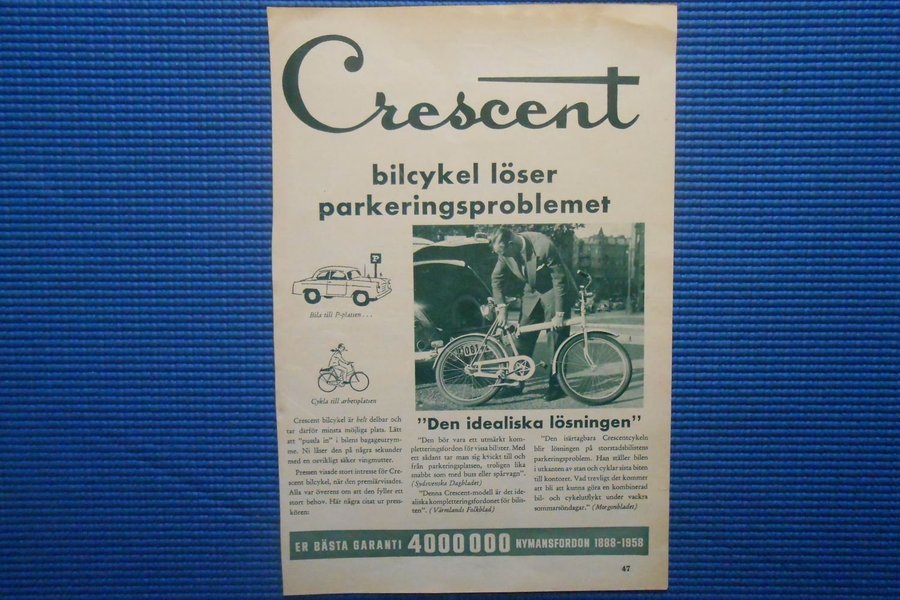 Crescent
bilcykel löser
parkeringsproblemet
P
Bila till P-platsen . . .
Cykla till arbetsplatsen
Crescent bilcykel är helt delbar och
tar därför minsta möjliga plats. Lätt
att "pussla in" i bilens bagageutrym-
me. Ni låser den på några sekunder
med en osvikligt säker vingmutter.
Pressen visade stort intresse för Cre-
scent bilcykel, när den premiärvisades.
Alla var överens om att den fyller ett
stort behov. Här några citat ur press-
kören:
"Den idealiska lösningen"
"Den bör vara ett utmärkt kom-
pletteringsfordon för vissa bilister. Med
ett sådant tar man sig kvickt till och
från parkeringsplatsen, troligen lika
snabbt som med buss eller spårvagn".
(Sydsvenska Dagbladet)
"Denna Crescent-modell är det ide-
aliska kompletteringsfordonet för bilis-
ten". (Värmlands Folkblad)
"Den isärtagbara Crescentcykeln
blir lösningen på storstadsbilistens
parkeringsproblem. Han ställer bilen
i utkanten av stan och cyklar sista biten
till kontoret. Vad trevligt det kommer
att bli att kunna göra en kombinerad
bil- och cykelutflykt under vackra
sommarsöndagar." (Morgonbladet)
ER BÄSTA GARANTI 4000000 NYMANSFORDON 1888-1958
47